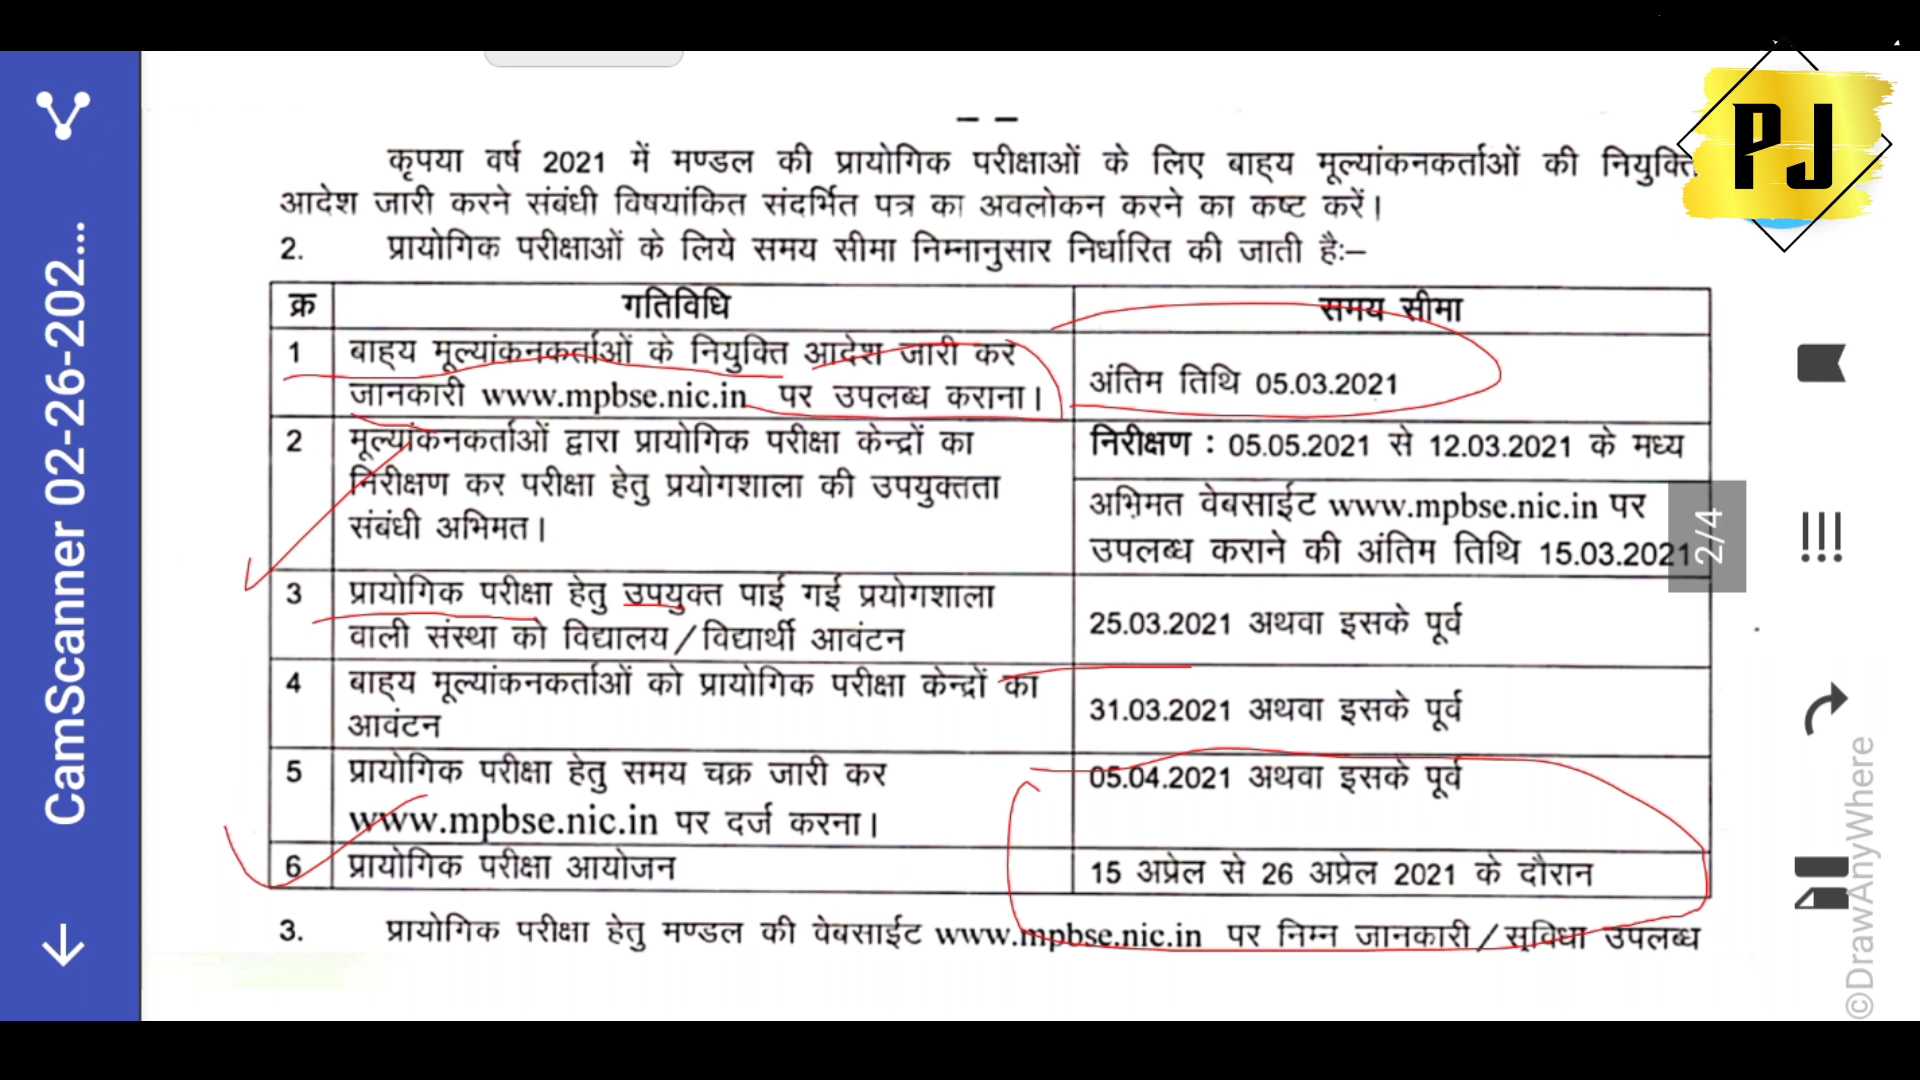 CamScanner 02-26-202...
PJ
– –
कृपया वर्ष 2021 में मण्डल की प्रायोगिक परीक्षाओं के लिए बाह्य मूल्यांकनकर्ताओं की नियुक्ति
आदेश जारी करने संबंधी विषयांकित संदर्भित पत्र का अवलोकन करने का कष्ट करें।
2. प्रायोगिक परीक्षाओं के लिये समय सीमा निम्नानुसार निर्धारित की जाती हैः–
क्र गतिविधि समय सीमा
1 बाह्य मूल्यांकनकर्ताओं के नियुक्ति आदेश जारी कर
जानकारी www.mpbse.nic.in पर उपलब्ध कराना।
अंतिम तिथि 05.03.2021
2 मूल्यांकनकर्ताओं द्वारा प्रायोगिक परीक्षा केन्द्रों का
निरीक्षण कर परीक्षा हेतु प्रयोगशाला की उपयुक्तता
संबंधी अभिमत।
निरीक्षण : 05.05.2021 से 12.03.2021 के मध्य
अभिमत वेबसाईट www.mpbse.nic.in पर
उपलब्ध कराने की अंतिम तिथि 15.03.2021
3 प्रायोगिक परीक्षा हेतु उपयुक्त पाई गई प्रयोगशाला
वाली संस्था को विद्यालय/विद्यार्थी आवंटन
25.03.2021 अथवा इसके पूर्व
4 बाह्य मूल्यांकनकर्ताओं को प्रायोगिक परीक्षा केन्द्रों का
आवंटन
31.03.2021 अथवा इसके पूर्व
5 प्रायोगिक परीक्षा हेतु समय चक्र जारी कर
www.mpbse.nic.in पर दर्ज करना।
05.04.2021 अथवा इसके पूर्व
6 प्रायोगिक परीक्षा आयोजन 15 अप्रेल से 26 अप्रेल 2021 के दौरान
3. प्रायोगिक परीक्षा हेतु मण्डल की वेबसाईट www.mpbse.nic.in पर निम्न जानकारी/सुविधा उपलब्ध
2/4
©DrawAnyWhere